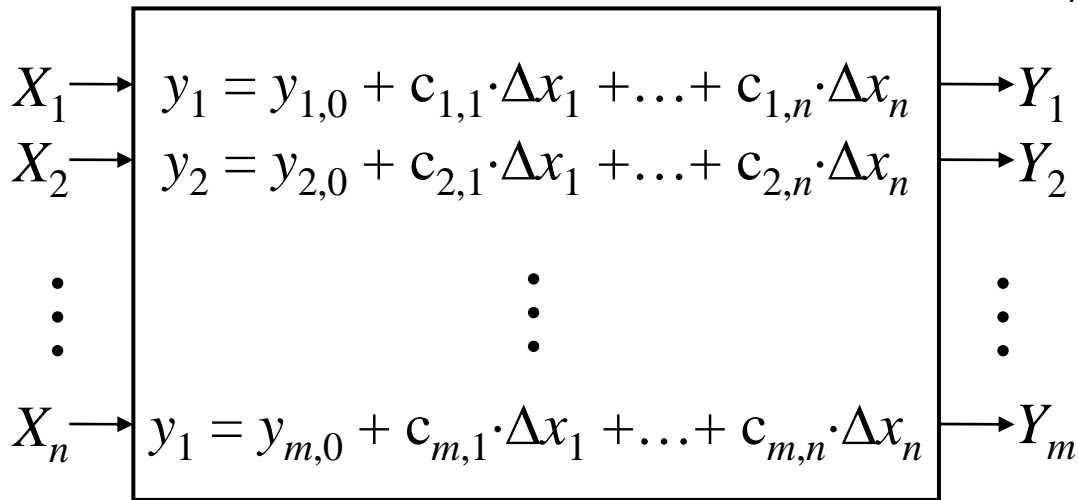 X₁ y₁ = y₁,₀ + c₁,₁·Δx₁ +…+ c₁,ₙ·Δxₙ Y₁
X₂ y₂ = y₂,₀ + c₂,₁·Δx₁ +…+ c₂,ₙ·Δxₙ Y₂
⋮ ⋮ ⋮
Xₙ y₁ = yₘ,₀ + cₘ,₁·Δx₁ +…+ cₘ,ₙ·Δxₙ Yₘ